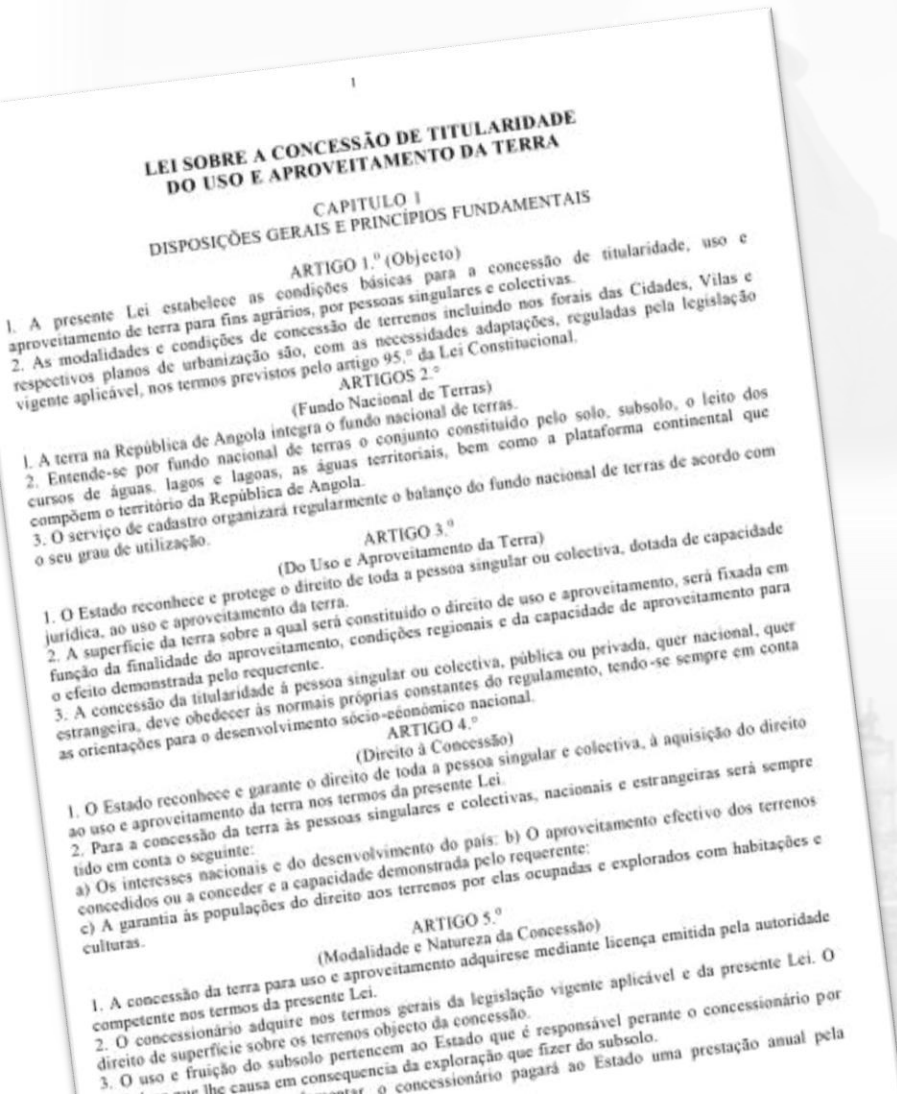 1
LEI SOBRE A CONCESSÃO DE TITULARIDADE
DO USO E APROVEITAMENTO DA TERRA
CAPITULO 1
DISPOSIÇÕES GERAIS E PRINCÍPIOS FUNDAMENTAIS
ARTIGO 1.º (Objecto)
1. A presente Lei estabelece as condições básicas para a concessão de titularidade, uso e
aproveitamento de terra para fins agrários, por pessoas singulares e colectivas.
2. As modalidades e condições de concessão de terrenos incluindo nos forais das Cidades, Vilas e
respectivos planos de urbanização são, com as necessidades adaptações, reguladas pela legislação
vigente aplicável, nos termos previstos pelo artigo 95.º da Lei Constitucional.
ARTIGOS 2.º
(Fundo Nacional de Terras)
1. A terra na República de Angola integra o fundo nacional de terras.
2. Entende-se por fundo nacional de terras o conjunto constituído pelo solo, subsolo, o leito dos
cursos de águas, lagos e lagoas, as águas territoriais, bem como a plataforma continental que
compõem o território da República de Angola.
3. O serviço de cadastro organizará regularmente o balanço do fundo nacional de terras de acordo com
o seu grau de utilização.
ARTIGO 3.º
(Do Uso e Aproveitamento da Terra)
1. O Estado reconhece e protege o direito de toda a pessoa singular ou colectiva, dotada de capacidade
jurídica, ao uso e aproveitamento da terra.
2. A superfície da terra sobre a qual será constituído o direito de uso e aproveitamento, será fixada em
função da finalidade do aproveitamento, condições regionais e da capacidade de aproveitamento para
o efeito demonstrada pelo requerente.
3. A concessão da titularidade à pessoa singular ou colectiva, pública ou privada, quer nacional, quer
estrangeira, deve obedecer às normais próprias constantes do regulamento, tendo-se sempre em conta
as orientações para o desenvolvimento sócio-económico nacional.
ARTIGO 4.º
(Direito à Concessão)
1. O Estado reconhece e garante o direito de toda a pessoa singular e colectiva, à aquisição do direito
ao uso e aproveitamento da terra nos termos da presente Lei.
2. Para a concessão da terra às pessoas singulares e colectivas, nacionais e estrangeiras será sempre
tido em conta o seguinte:
a) Os interesses nacionais e do desenvolvimento do país: b) O aproveitamento efectivo dos terrenos
concedidos ou a conceder e a capacidade demonstrada pelo requerente:
c) A garantia às populações do direito aos terrenos por elas ocupadas e explorados com habitações e
culturas.
ARTIGO 5.º
(Modalidade e Natureza da Concessão)
1. A concessão da terra para uso e aproveitamento adquirese mediante licença emitida pela autoridade
competente nos termos da presente Lei.
2. O concessionário adquire nos termos gerais da legislação vigente aplicável e da presente Lei. O
direito de superfície sobre os terrenos objecto da concessão.
3. O uso e fruição do subsolo pertencem ao Estado que é responsável perante o concessionário por
que lhe causa em consequencia da exploração que fizer do subsolo.
o concessionário pagará ao Estado uma prestação anual pela